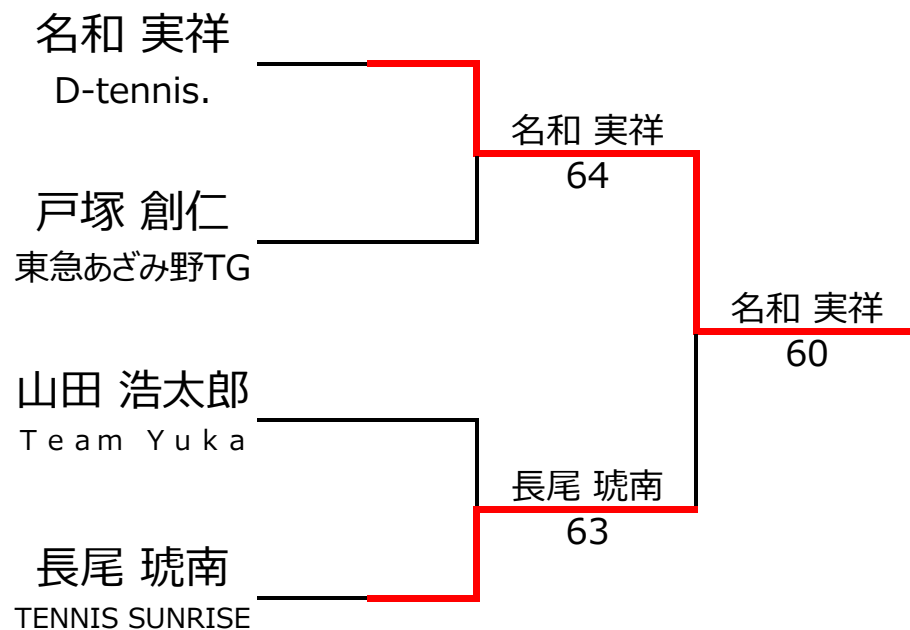 名和 実祥
D-tennis.
戸塚 創仁
東急あざみ野TG
山田 浩太郎
Ｔｅａｍ Ｙｕｋａ
長尾 琥南
TENNIS SUNRISE
名和 実祥
64
長尾 琥南
63
名和 実祥
60